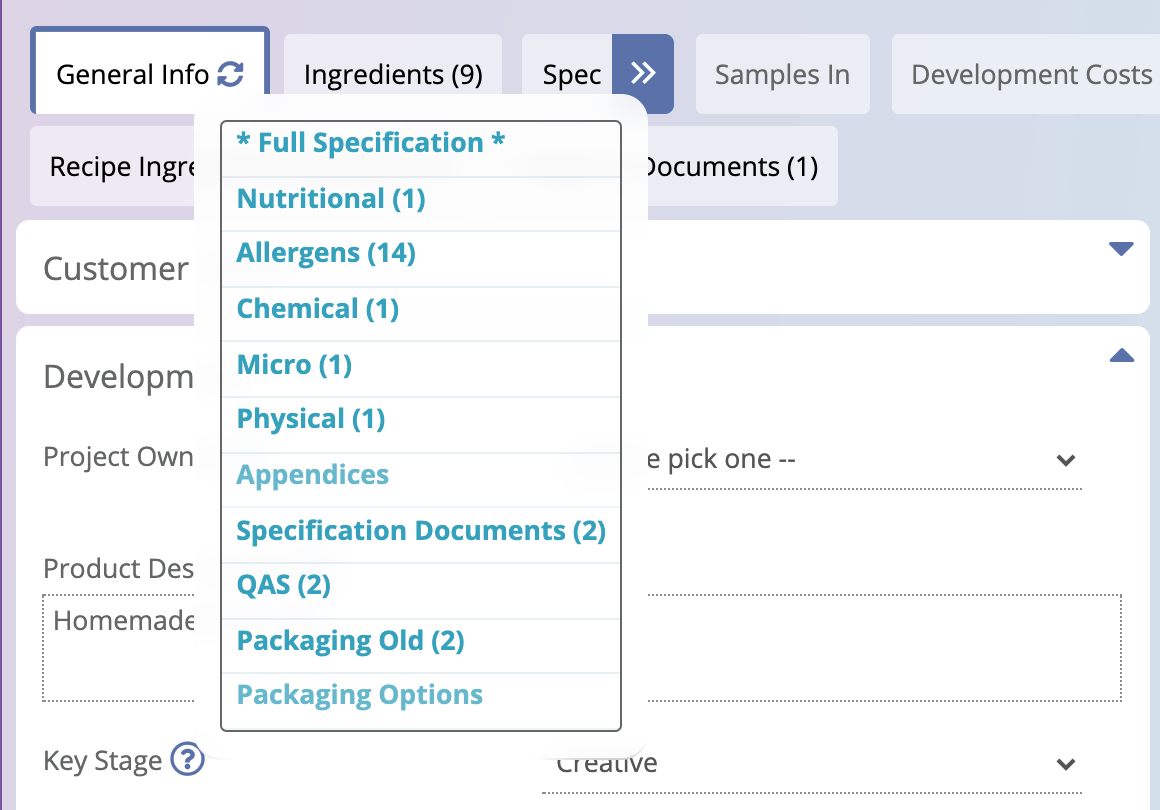 General Info
Ingredients (9)
Spec
Samples In
Development Costs
Recipe Ingre
Documents (1)
* Full Specification *
Nutritional (1)
Allergens (14)
Chemical (1)
Micro (1)
Physical (1)
Appendices
Specification Documents (2)
QAS (2)
Packaging Old (2)
Packaging Options
Customer
Developm
Project Own
e pick one --
Product Des
Homemade
Key Stage ?
Creative